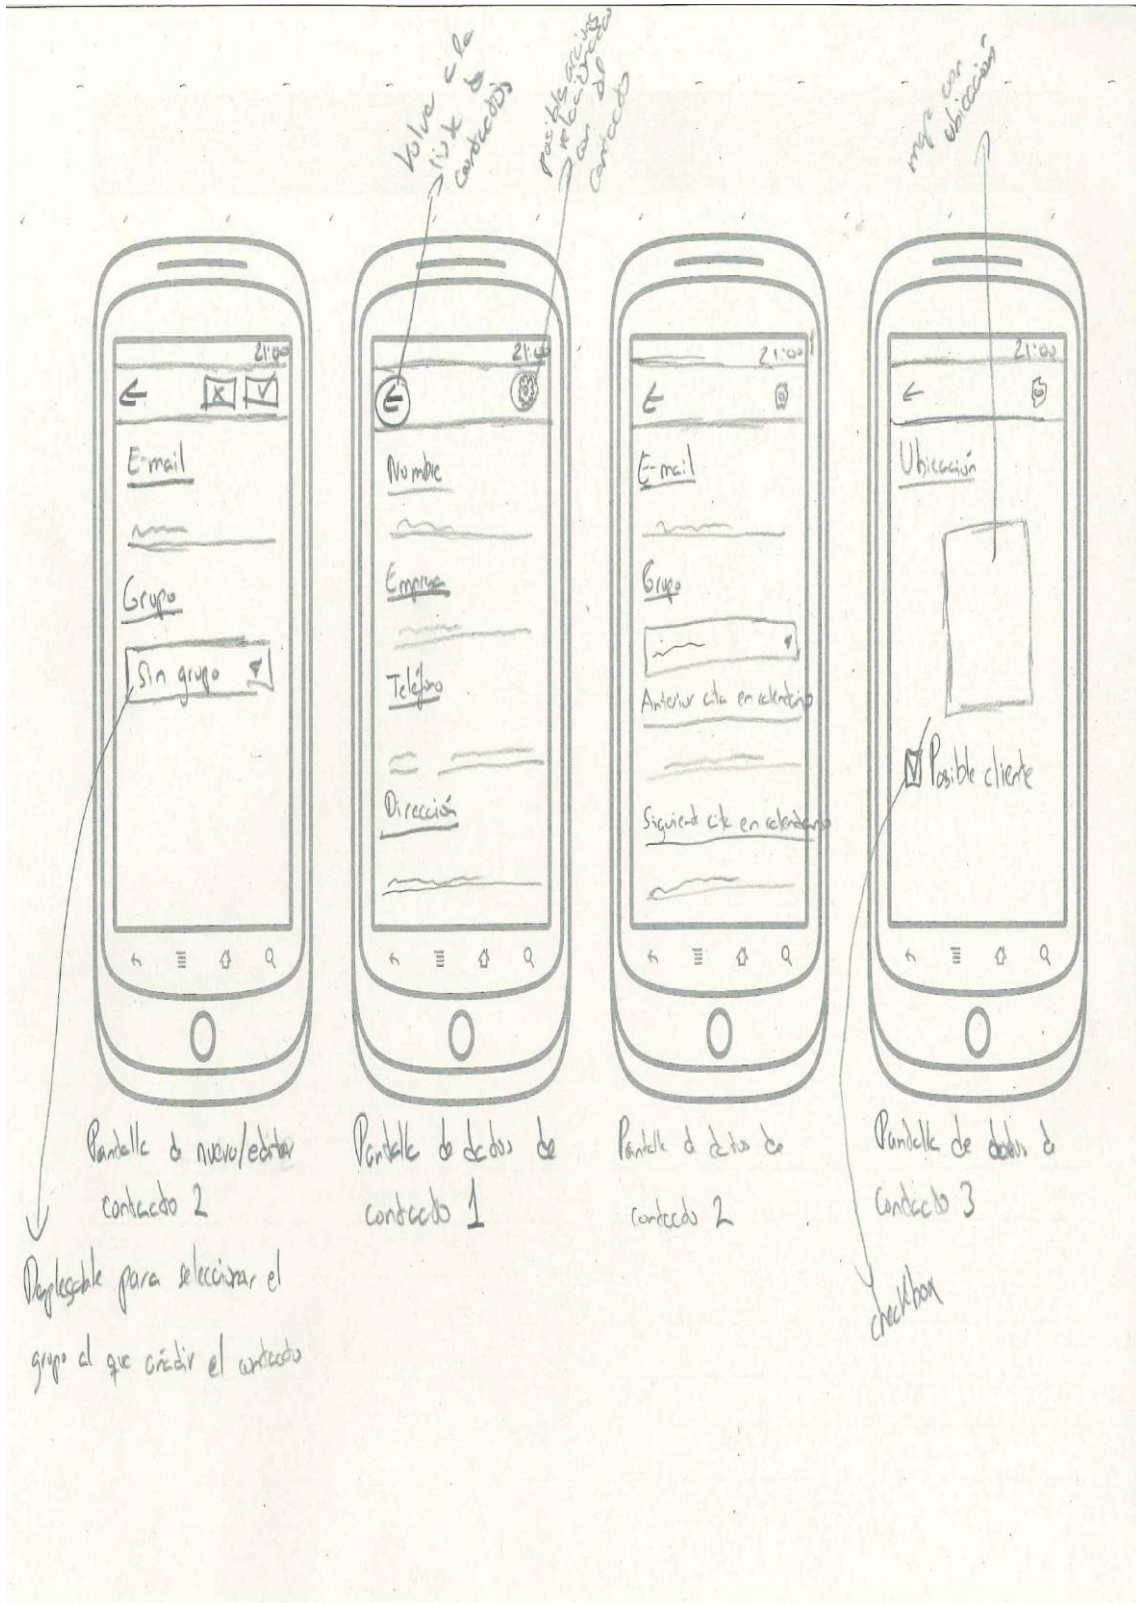 Volver a la
lista de
contactos
posibles acciones
relacionadas
con el
contacto
mapa con
ubicación
21:00
E-mail
Grupo
Sin grupo
21:00
Nombre
Empresa
Teléfono
Dirección
21:00
E-mail
Grupo
Anterior cita en calendario
Siguiente cita en calendario
21:00
Ubicación
Posible cliente
Pantalla de nuevo/editar
contacto 2
Pantalla de datos de
contacto 1
Pantalla de datos de
contacto 2
Pantalla de datos de
contacto 3
Desplegable para seleccionar el
grupo al que añadir el contacto
checkbox